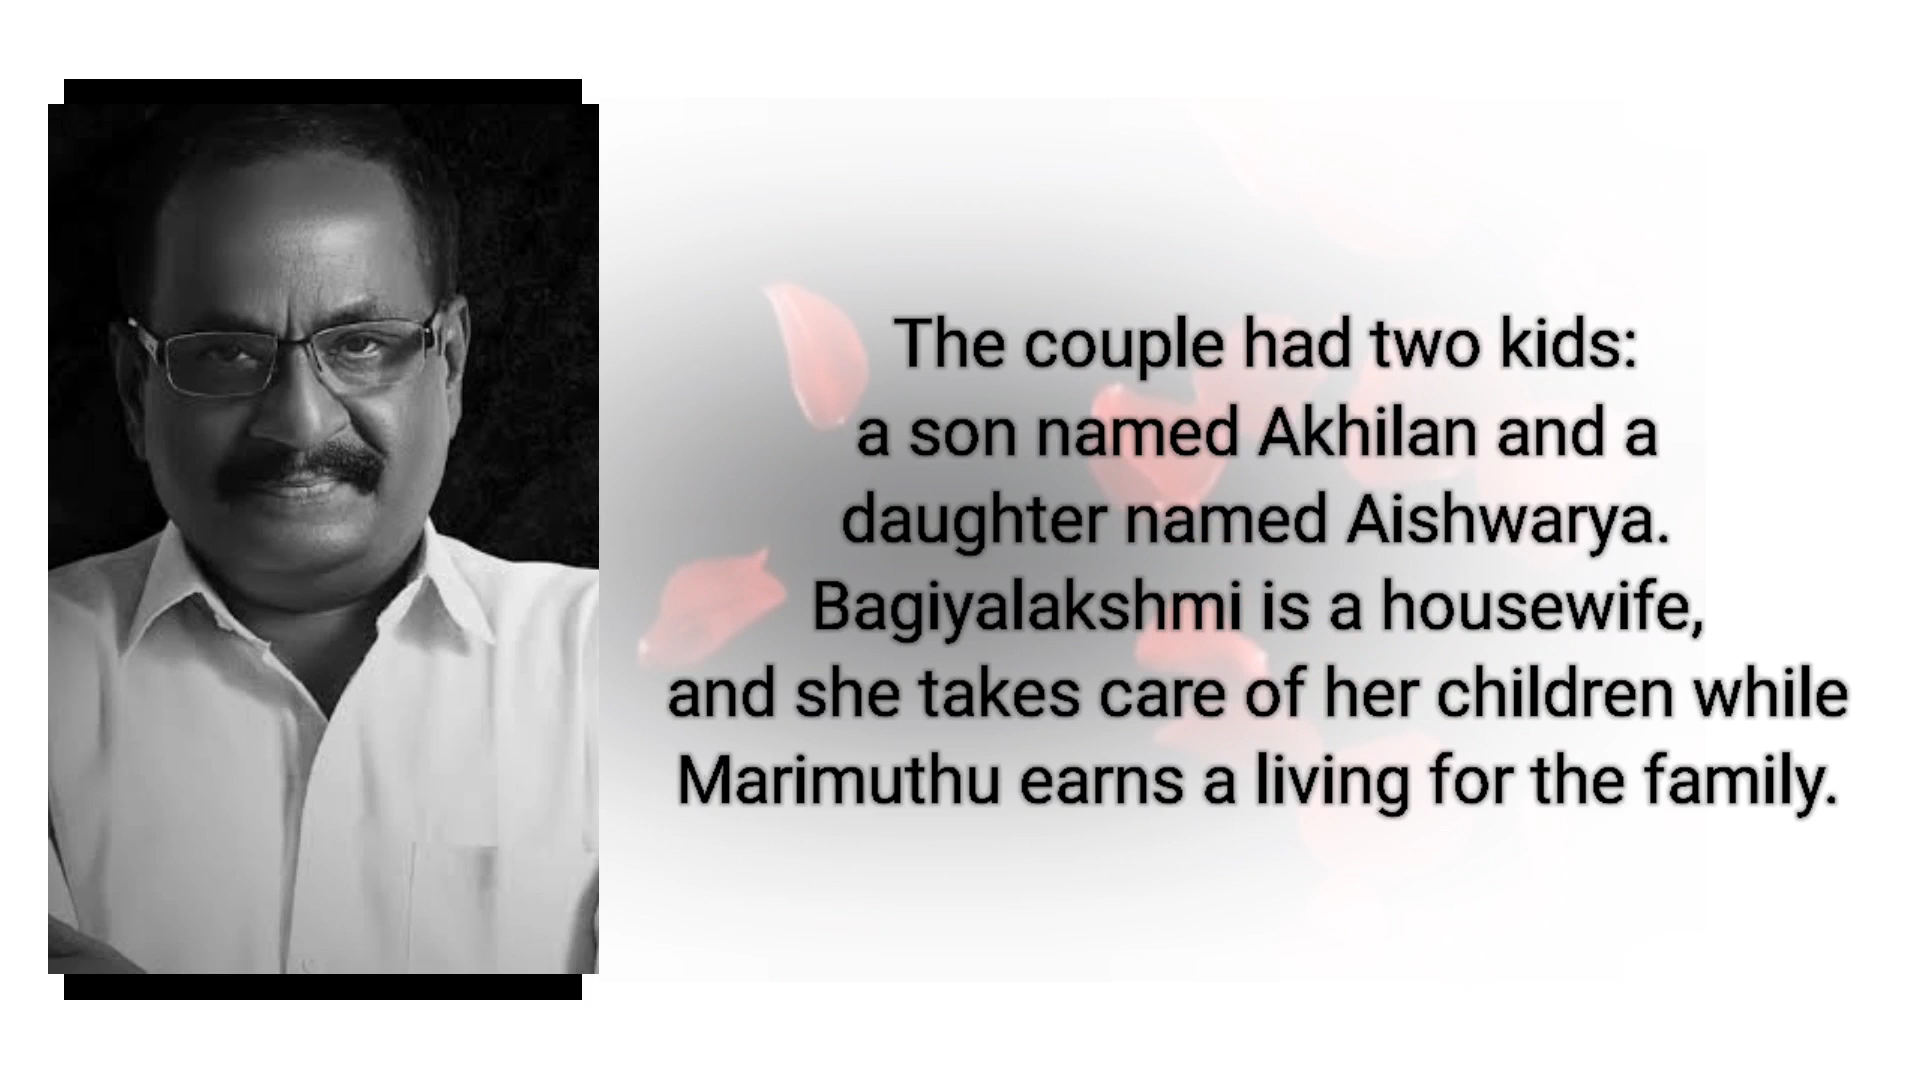 The couple had two kids:
a son named Akhilan and a
daughter named Aishwarya.
Bagiyalakshmi is a housewife,
and she takes care of her children while
Marimuthu earns a living for the family.